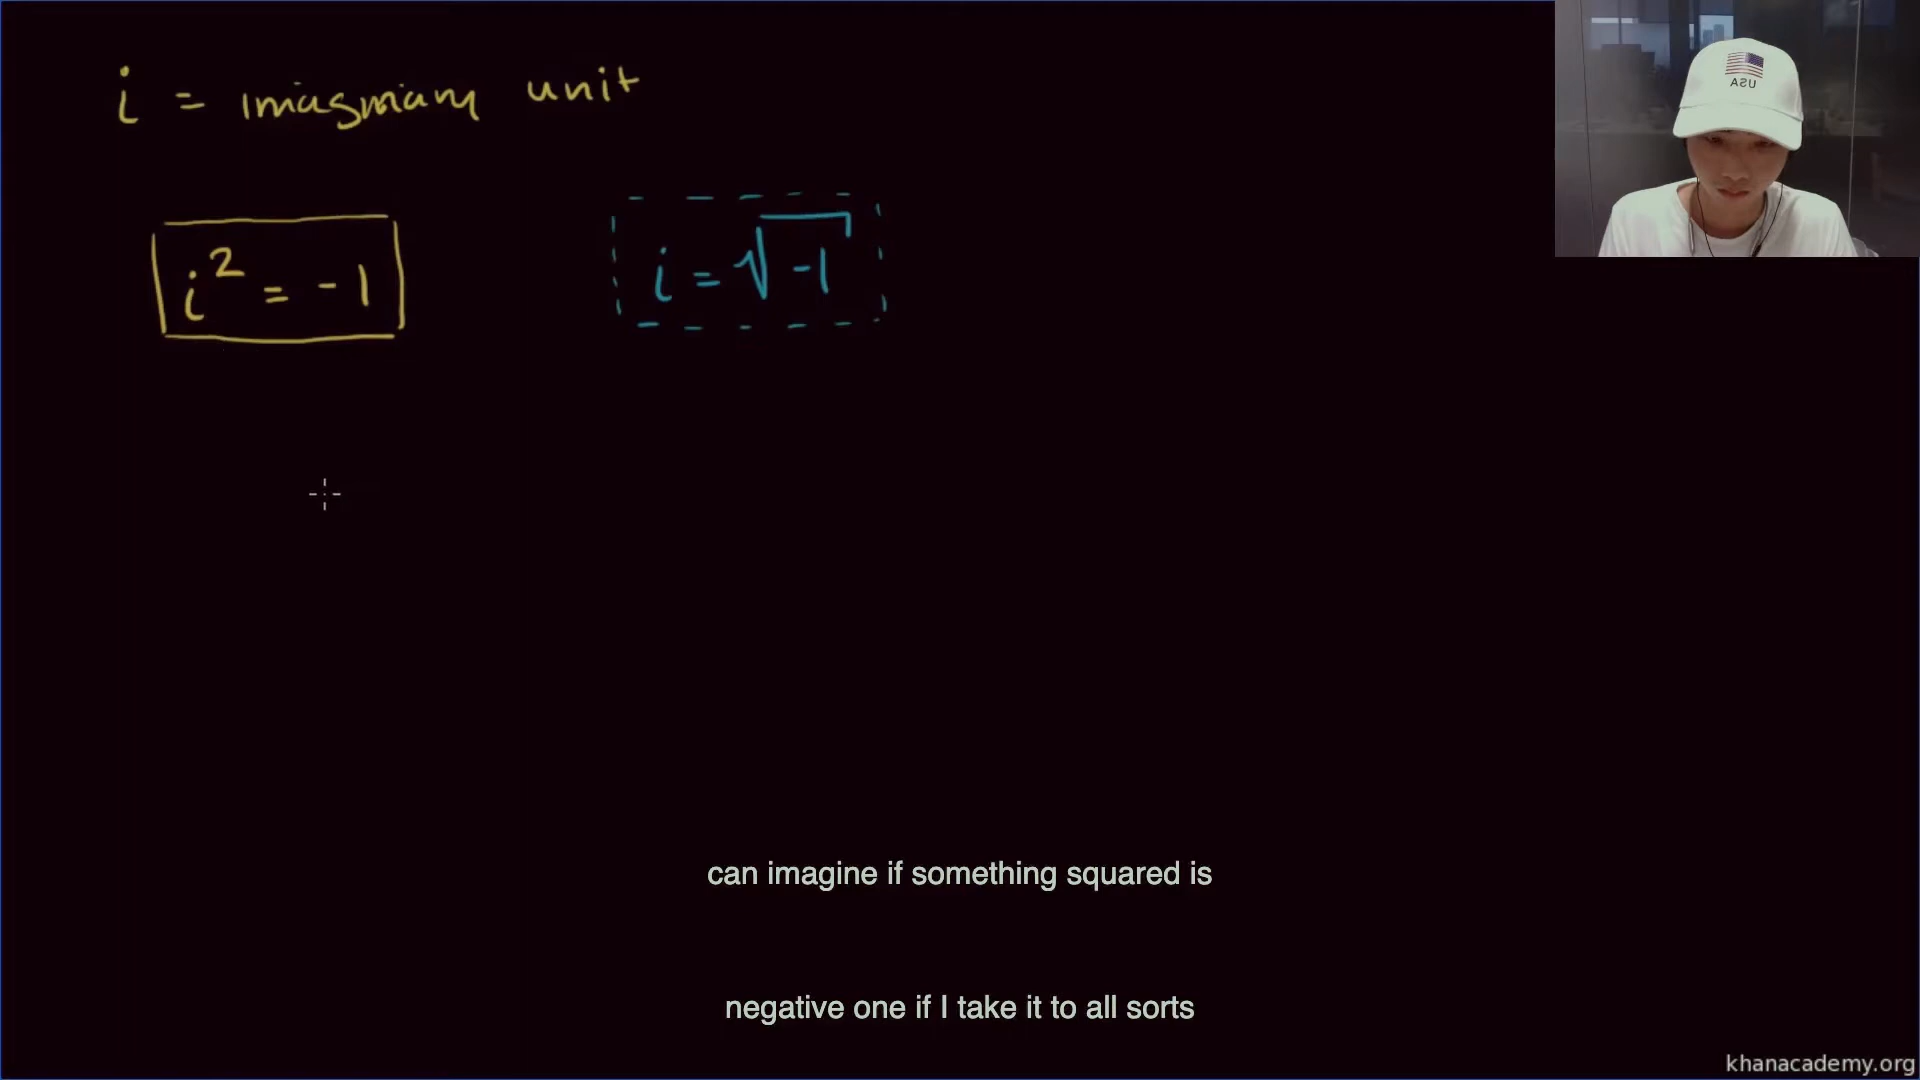 i = imaginary unit
i² = -1
i = √-1
USA
can imagine if something squared is
negative one if I take it to all sorts
khanacademy.org